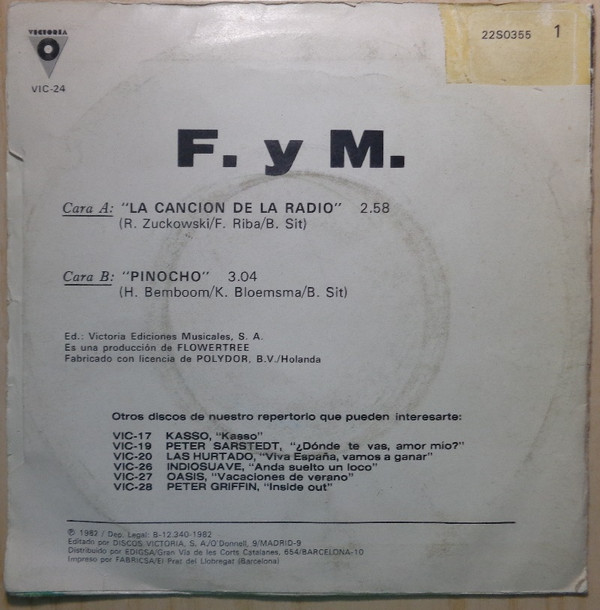 VICTORIA
VIC-24
22S0355 1
F. y M.
Cara A: "LA CANCION DE LA RADIO" 2.58
(R. Zuckowski/F. Riba/B. Sit)
Cara B: "PINOCHO" 3.04
(H. Bemboom/K. Bloemsma/B. Sit)
Ed.: Victoria Ediciones Musicales, S. A.
Es una producción de FLOWERTREE
Fabricado con licencia de POLYDOR, B.V./Holanda
Otros discos de nuestro repertorio que pueden interesarte:
VIC-17 KASSO, "Kasso"
VIC-19 PETER SARSTEDT, "¿Dónde te vas, amor mío?"
VIC-20 LAS HURTADO, "Viva España, vamos a ganar"
VIC-26 INDIOSUAVE, "Anda suelto un loco"
VIC-27 OASIS, "Vacaciones de verano"
VIC-28 PETER GRIFFIN, "Inside out"
℗ 1982 / Dep. Legal: B-12.340-1982
Editado por DISCOS VICTORIA, S. A./O'Donnell, 9/MADRID-9
Distribuido por EDIGSA/Gran Vía de les Corts Catalanes, 654/BARCELONA-10
Impreso por FABRICSA/El Prat del Llobregat (Barcelona)